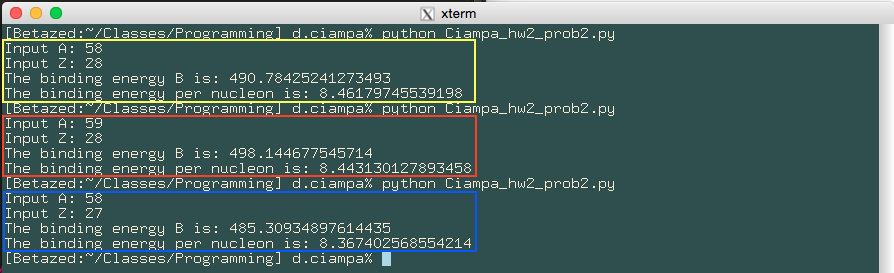 xterm
[Betazed:~/Classes/Programming] d.ciampa% python Ciampa_hw2_prob2.py
Input A: 58
Input Z: 28
The binding energy B is: 490.78425241273493
The binding energy per nucleon is: 8.46179745539198
[Betazed:~/Classes/Programming] d.ciampa% python Ciampa_hw2_prob2.py
Input A: 59
Input Z: 28
The binding energy B is: 498.144677545714
The binding energy per nucleon is: 8.443130127893458
[Betazed:~/Classes/Programming] d.ciampa% python Ciampa_hw2_prob2.py
Input A: 58
Input Z: 27
The binding energy B is: 485.30934897614435
The binding energy per nucleon is: 8.367402568554214
[Betazed:~/Classes/Programming] d.ciampa%